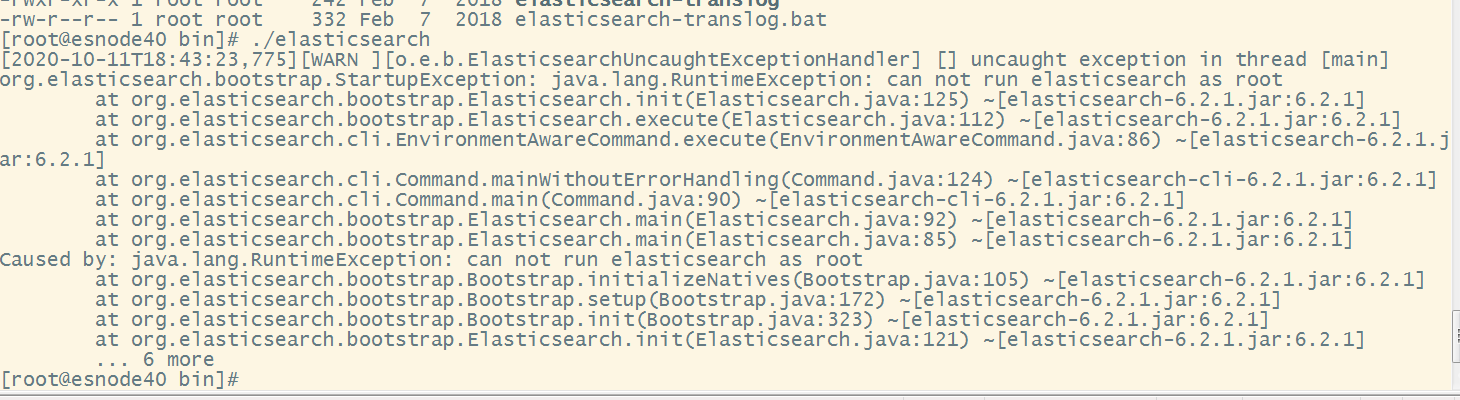 -rwxr-xr-x 1 root root    242 Feb  7  2018 elasticsearch-translog
-rw-r--r-- 1 root root    332 Feb  7  2018 elasticsearch-translog.bat
[root@esnode40 bin]# ./elasticsearch
[2020-10-11T18:43:23,775][WARN ][o.e.b.ElasticsearchUncaughtExceptionHandler] [] uncaught exception in thread [main]
org.elasticsearch.bootstrap.StartupException: java.lang.RuntimeException: can not run elasticsearch as root
        at org.elasticsearch.bootstrap.Elasticsearch.init(Elasticsearch.java:125) ~[elasticsearch-6.2.1.jar:6.2.1]
        at org.elasticsearch.bootstrap.Elasticsearch.execute(Elasticsearch.java:112) ~[elasticsearch-6.2.1.jar:6.2.1]
        at org.elasticsearch.cli.EnvironmentAwareCommand.execute(EnvironmentAwareCommand.java:86) ~[elasticsearch-6.2.1.j
ar:6.2.1]
        at org.elasticsearch.cli.Command.mainWithoutErrorHandling(Command.java:124) ~[elasticsearch-cli-6.2.1.jar:6.2.1]
        at org.elasticsearch.cli.Command.main(Command.java:90) ~[elasticsearch-cli-6.2.1.jar:6.2.1]
        at org.elasticsearch.bootstrap.Elasticsearch.main(Elasticsearch.java:92) ~[elasticsearch-6.2.1.jar:6.2.1]
        at org.elasticsearch.bootstrap.Elasticsearch.main(Elasticsearch.java:85) ~[elasticsearch-6.2.1.jar:6.2.1]
Caused by: java.lang.RuntimeException: can not run elasticsearch as root
        at org.elasticsearch.bootstrap.Bootstrap.initializeNatives(Bootstrap.java:105) ~[elasticsearch-6.2.1.jar:6.2.1]
        at org.elasticsearch.bootstrap.Bootstrap.setup(Bootstrap.java:172) ~[elasticsearch-6.2.1.jar:6.2.1]
        at org.elasticsearch.bootstrap.Bootstrap.init(Bootstrap.java:323) ~[elasticsearch-6.2.1.jar:6.2.1]
        at org.elasticsearch.bootstrap.Elasticsearch.init(Elasticsearch.java:121) ~[elasticsearch-6.2.1.jar:6.2.1]
        ... 6 more
[root@esnode40 bin]#